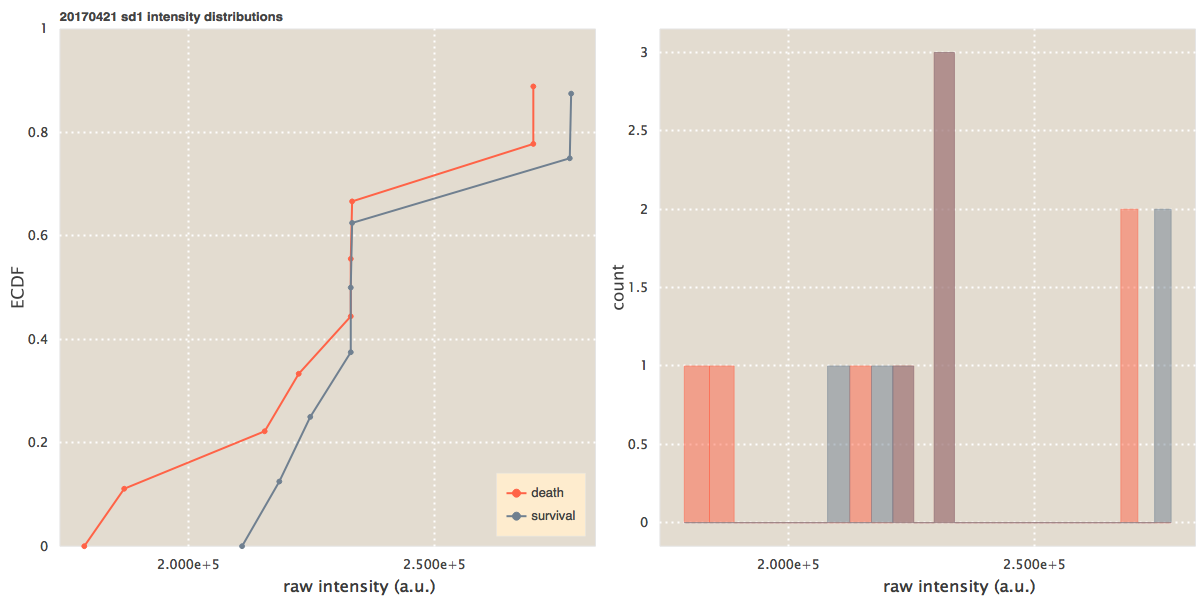 20170421 sd1 intensity distributions
1
0.8
0.6
0.4
0.2
0
ECDF
2.000e+5
2.500e+5
raw intensity (a.u.)
death
survival
3
2.5
2
1.5
1
0.5
0
count
2.000e+5
2.500e+5
raw intensity (a.u.)